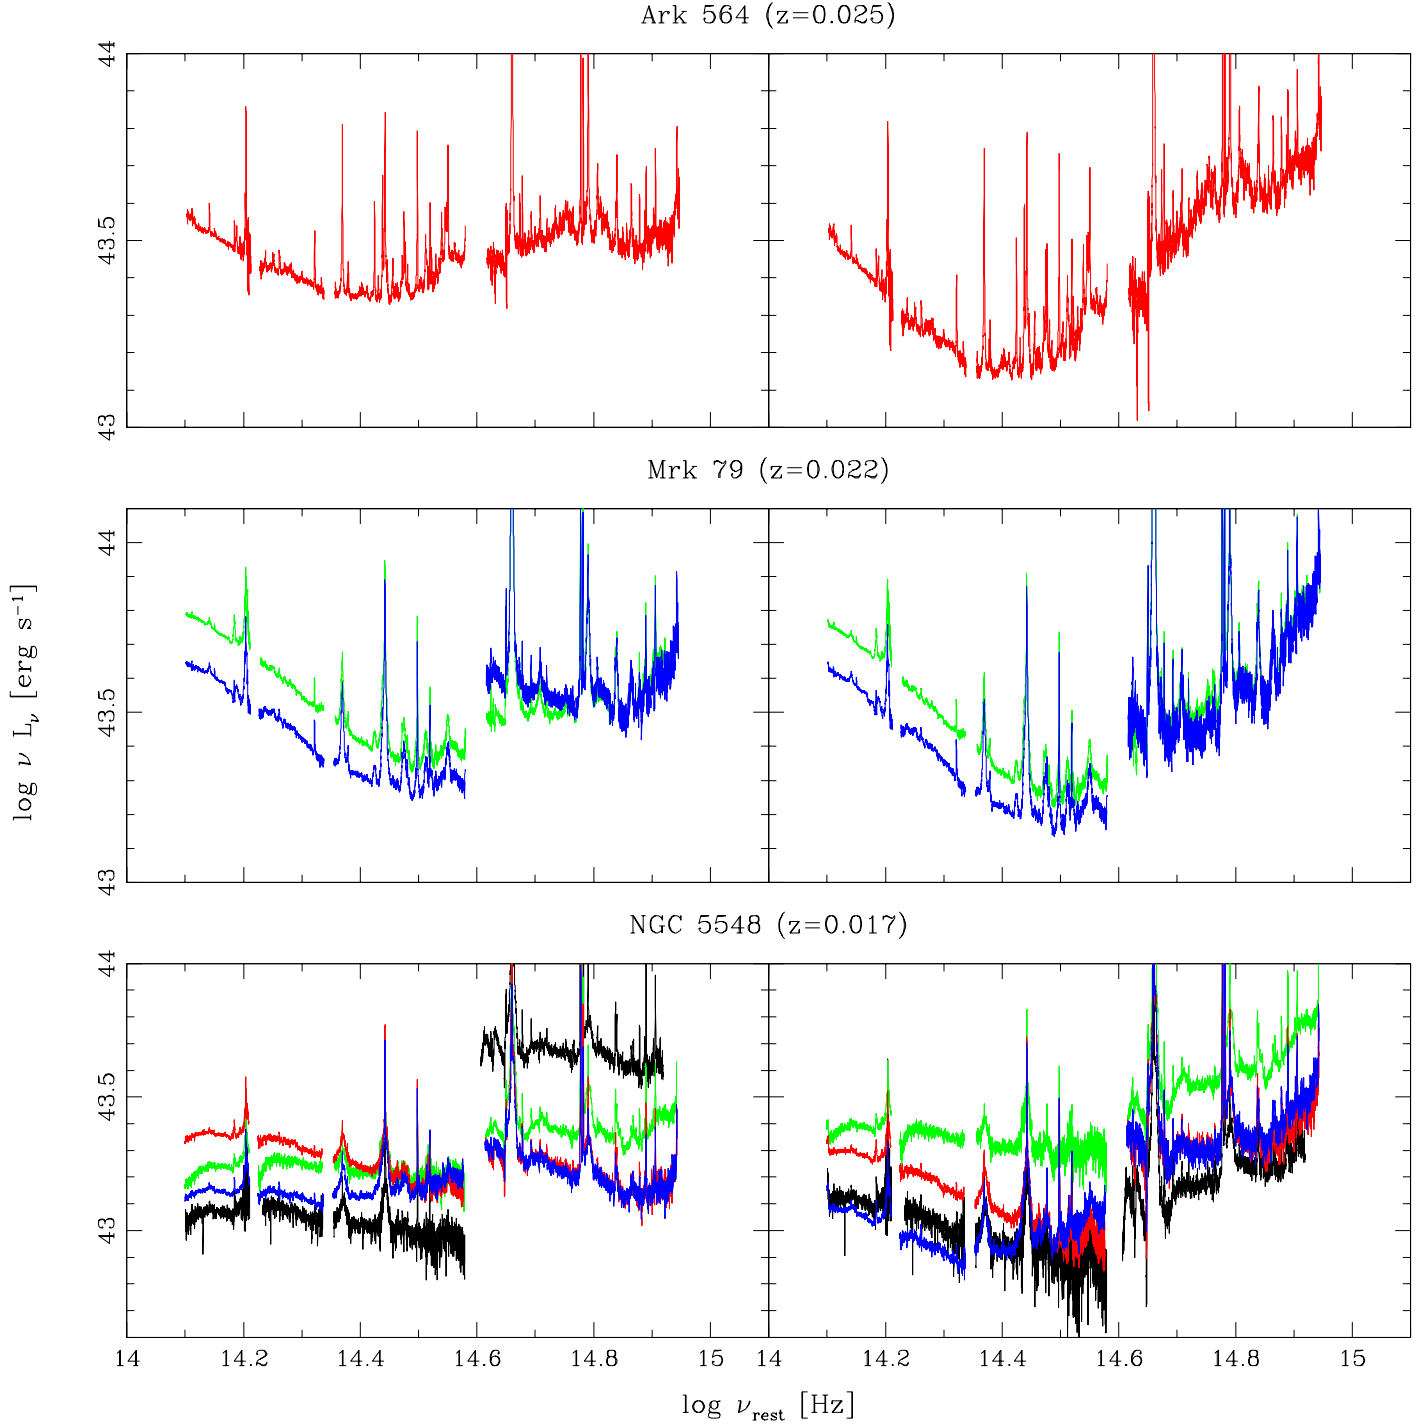 Ark 564 (z=0.025)
44
43.5
43
Mrk 79 (z=0.022)
44
43.5
43
log ν Lν [erg s⁻¹]
NGC 5548 (z=0.017)
44
43.5
43
14 14.2 14.4 14.6 14.8 15 14 14.2 14.4 14.6 14.8 15
log νrest [Hz]